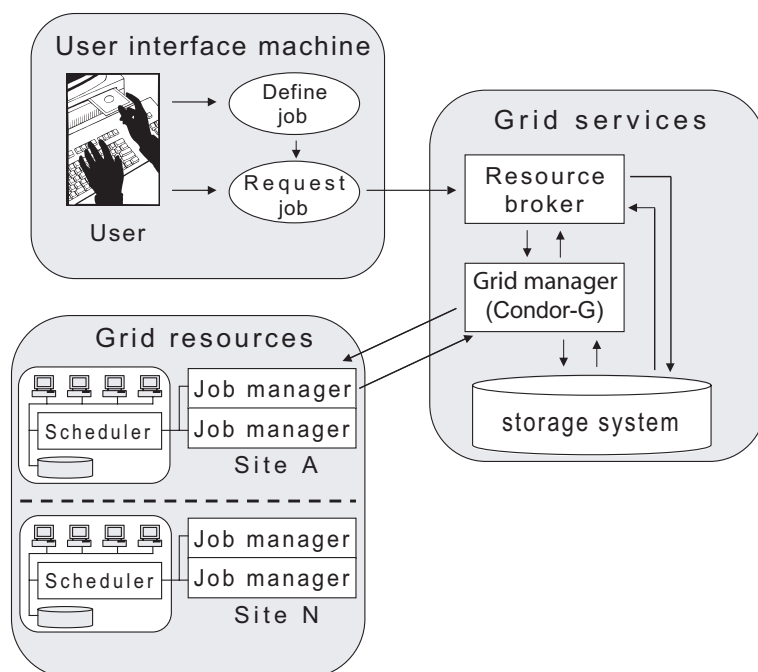 User interface machine
Define
job
Request
job
User
Grid services
Resource
broker
Grid manager
(Condor-G)
storage system
Grid resources
Job manager
Scheduler
Job manager
Site A
Job manager
Scheduler
Job manager
Site N